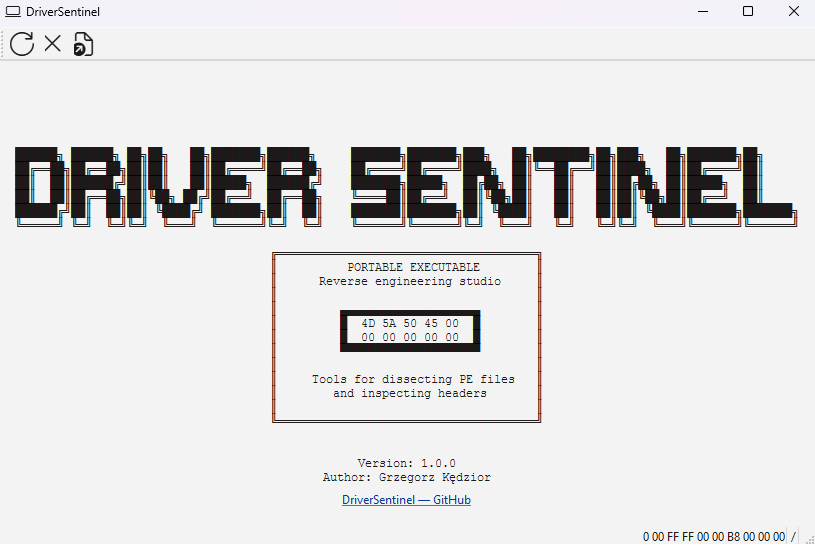 DriverSentinel
DRIVER SENTINEL
PORTABLE EXECUTABLE
Reverse engineering studio
4D 5A 50 45 00
00 00 00 00 00
Tools for dissecting PE files
and inspecting headers
Version: 1.0.0
Author: Grzegorz Kędzior
DriverSentinel — GitHub
0 00 FF FF 00 00 B8 00 00 00 /